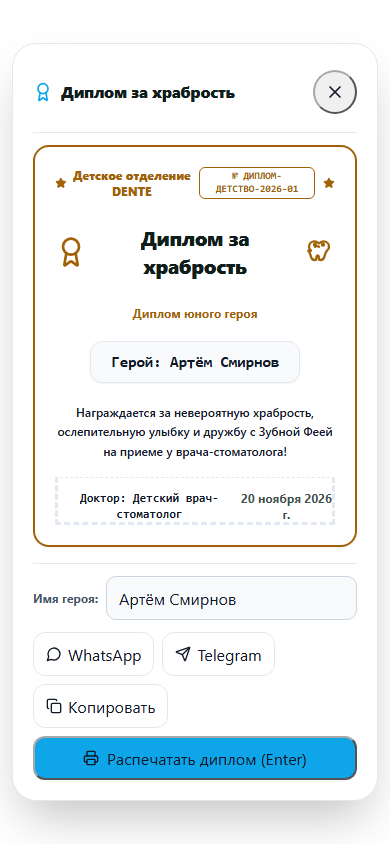 Диплом за храбрость
Детское отделение
DENTE
№ ДИПЛОМ-
ДЕТСТВО-2026-01
Диплом за
храбрость
Диплом юного героя
Герой: Артём Смирнов
Награждается за невероятную храбрость,
ослепительную улыбку и дружбу с Зубной Феей
на приеме у врача-стоматолога!
Доктор: Детский врач-
стоматолог
20 ноября 2026
г.
Имя героя:
Артём Смирнов
WhatsApp
Telegram
Копировать
Распечатать диплом (Enter)